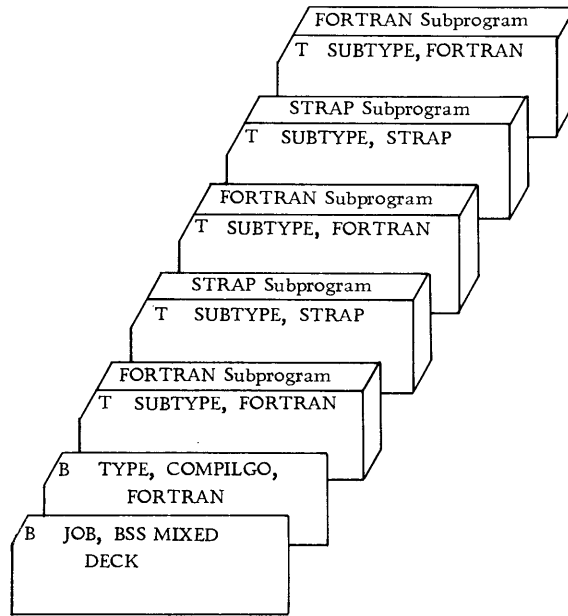 FORTRAN Subprogram
T SUBTYPE, FORTRAN
STRAP Subprogram
T SUBTYPE, STRAP
FORTRAN Subprogram
T SUBTYPE, FORTRAN
STRAP Subprogram
T SUBTYPE, STRAP
FORTRAN Subprogram
T SUBTYPE, FORTRAN
B TYPE, COMPILGO,
FORTRAN
B JOB, BSS MIXED
DECK